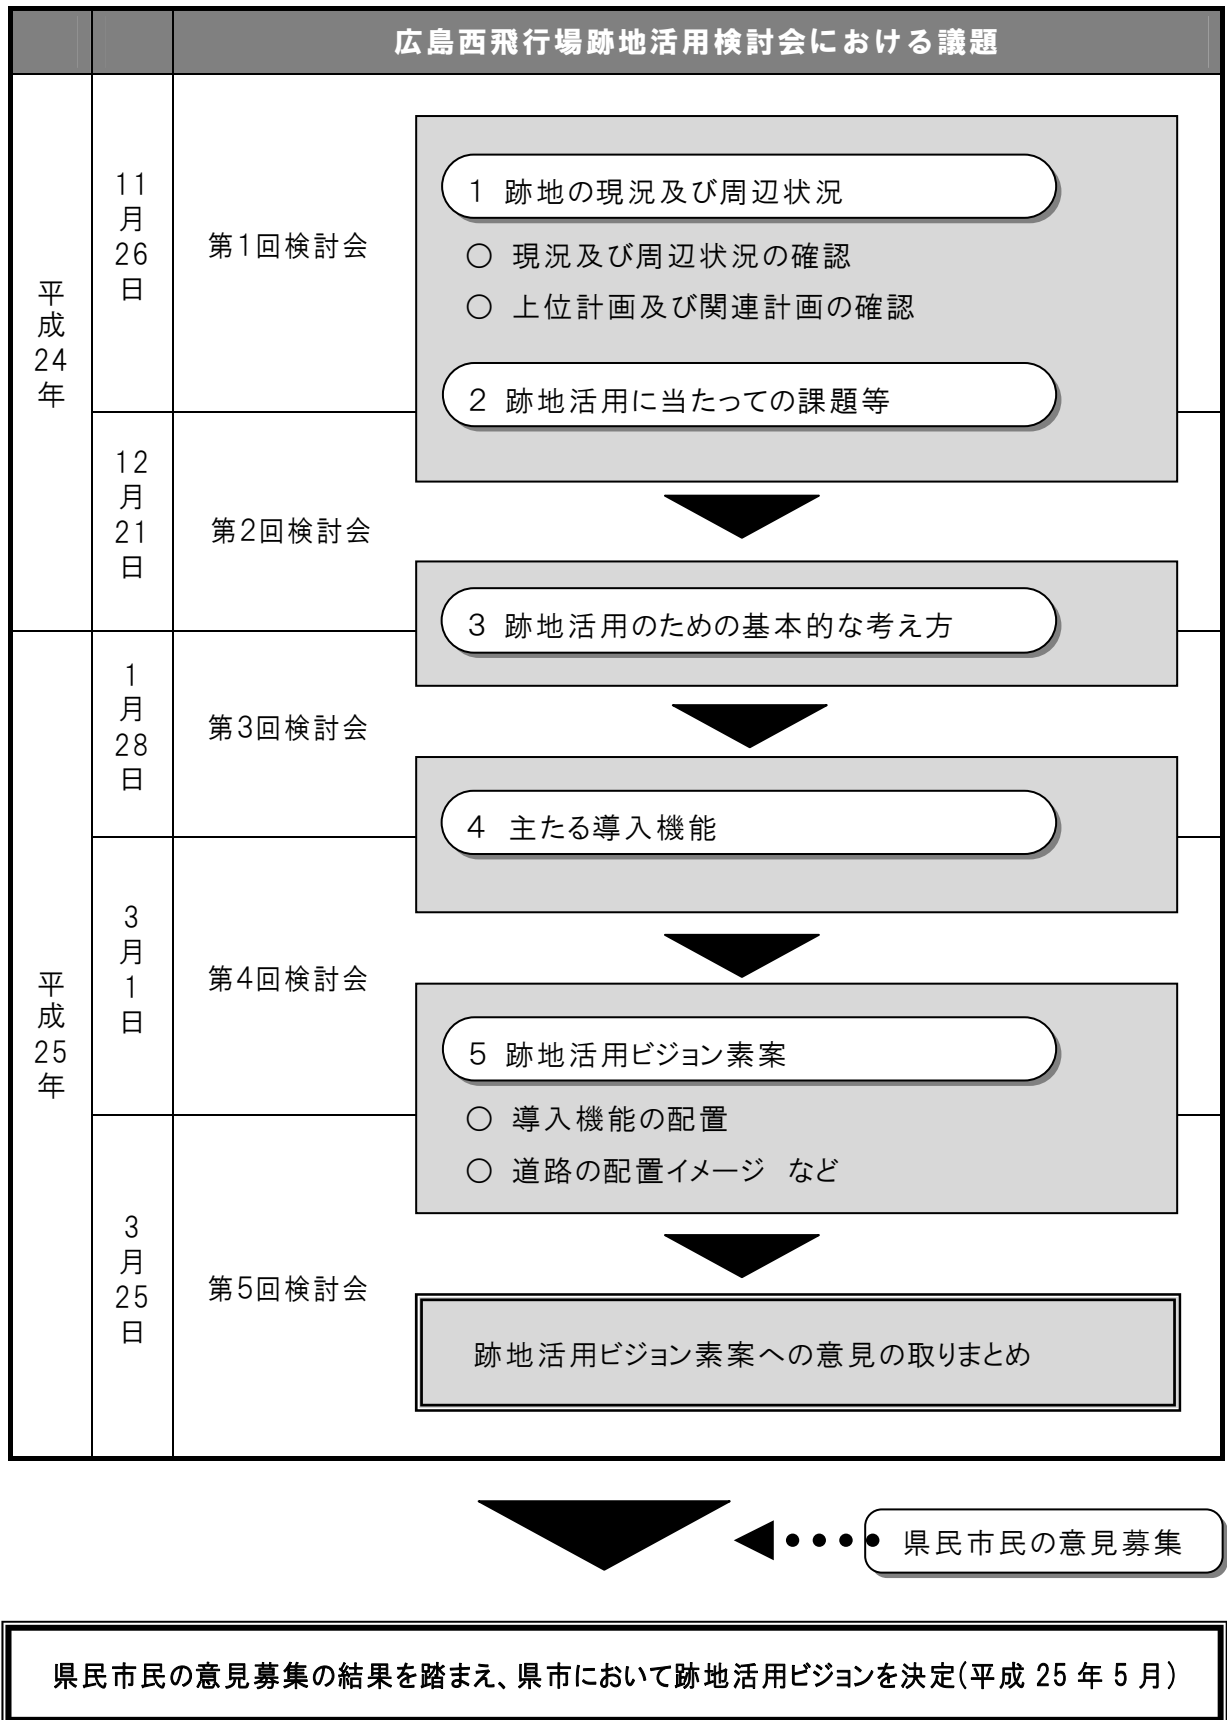 広島西飛行場跡地活用検討会における議題
平成24年
11月26日
第1回検討会
1 跡地の現況及び周辺状況
○ 現況及び周辺状況の確認
○ 上位計画及び関連計画の確認
2 跡地活用に当たっての課題等
12月21日
第2回検討会
3 跡地活用のための基本的な考え方
平成25年
1月28日
第3回検討会
4 主たる導入機能
3月1日
第4回検討会
5 跡地活用ビジョン素案
○ 導入機能の配置
○ 道路の配置イメージ など
3月25日
第5回検討会
跡地活用ビジョン素案への意見の取りまとめ
県民市民の意見募集
県民市民の意見募集の結果を踏まえ、県市において跡地活用ビジョンを決定(平成 25 年 5 月)